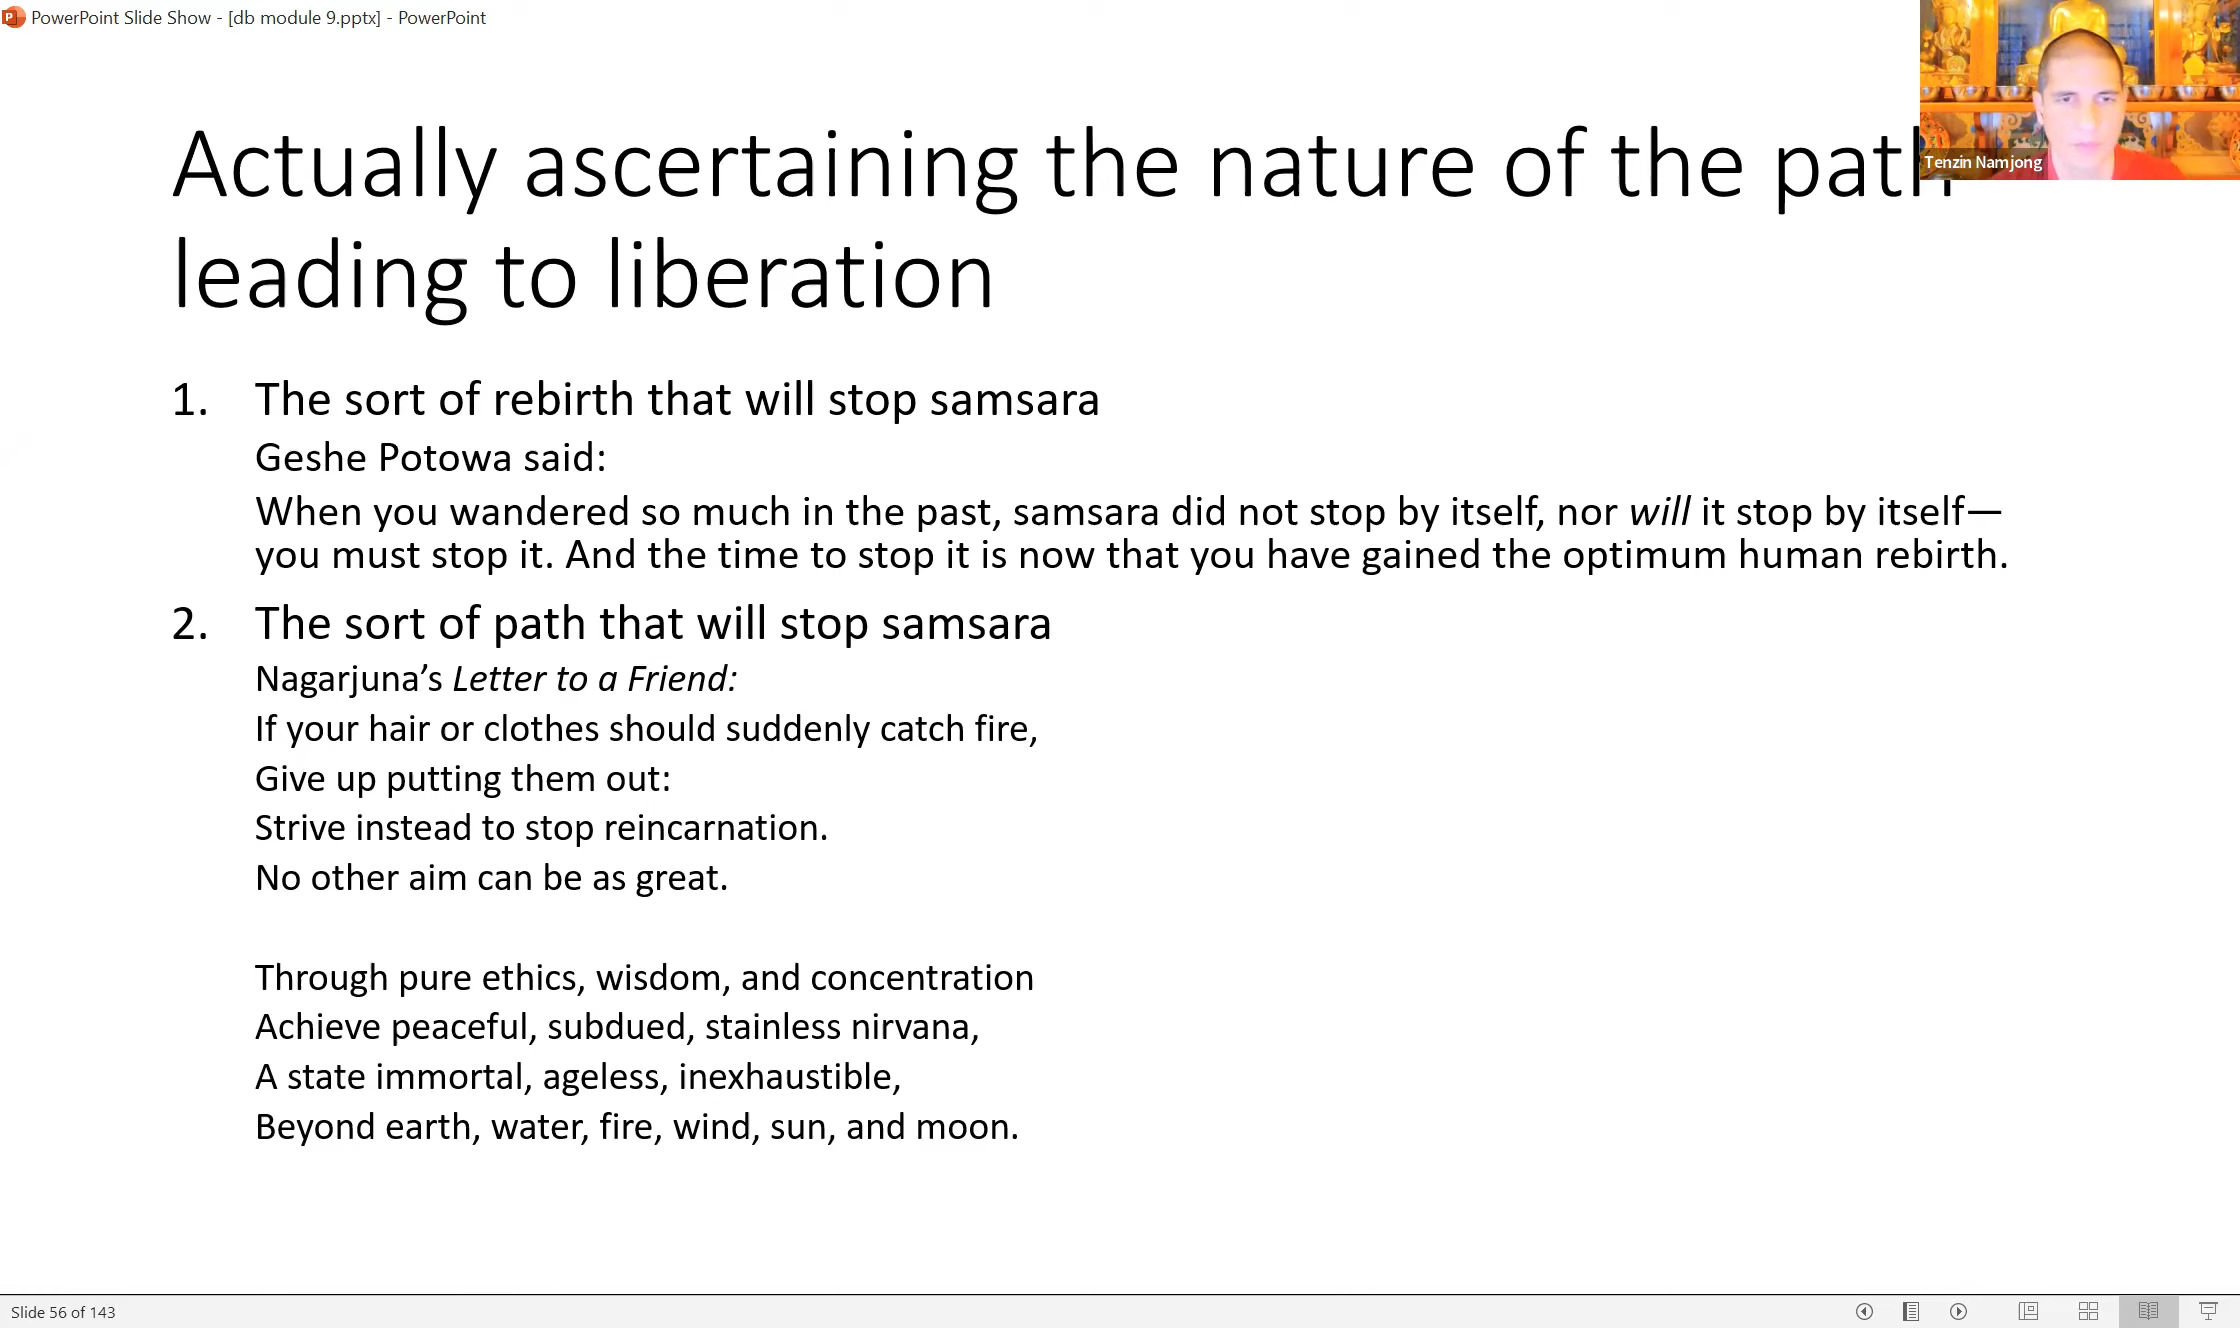 PowerPoint Slide Show - [db module 9.pptx] - PowerPoint
Tenzin Namjong
Actually ascertaining the nature of the path
leading to liberation
1. The sort of rebirth that will stop samsara
Geshe Potowa said:
When you wandered so much in the past, samsara did not stop by itself, nor will it stop by itself—
you must stop it. And the time to stop it is now that you have gained the optimum human rebirth.
2. The sort of path that will stop samsara
Nagarjuna’s Letter to a Friend:
If your hair or clothes should suddenly catch fire,
Give up putting them out:
Strive instead to stop reincarnation.
No other aim can be as great.
Through pure ethics, wisdom, and concentration
Achieve peaceful, subdued, stainless nirvana,
A state immortal, ageless, inexhaustible,
Beyond earth, water, fire, wind, sun, and moon.
Slide 56 of 143